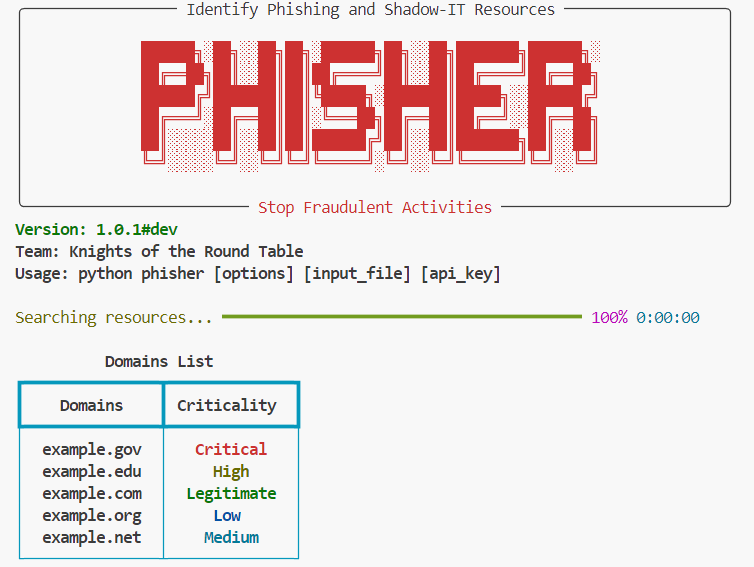 Identify Phishing and Shadow-IT Resources
PHISHER
Stop Fraudulent Activities
Version: 1.0.1#dev
Team: Knights of the Round Table
Usage: python phisher [options] [input_file] [api_key]
Searching resources... 100% 0:00:00
Domains List
Domains Criticality
example.gov Critical
example.edu High
example.com Legitimate
example.org Low
example.net Medium